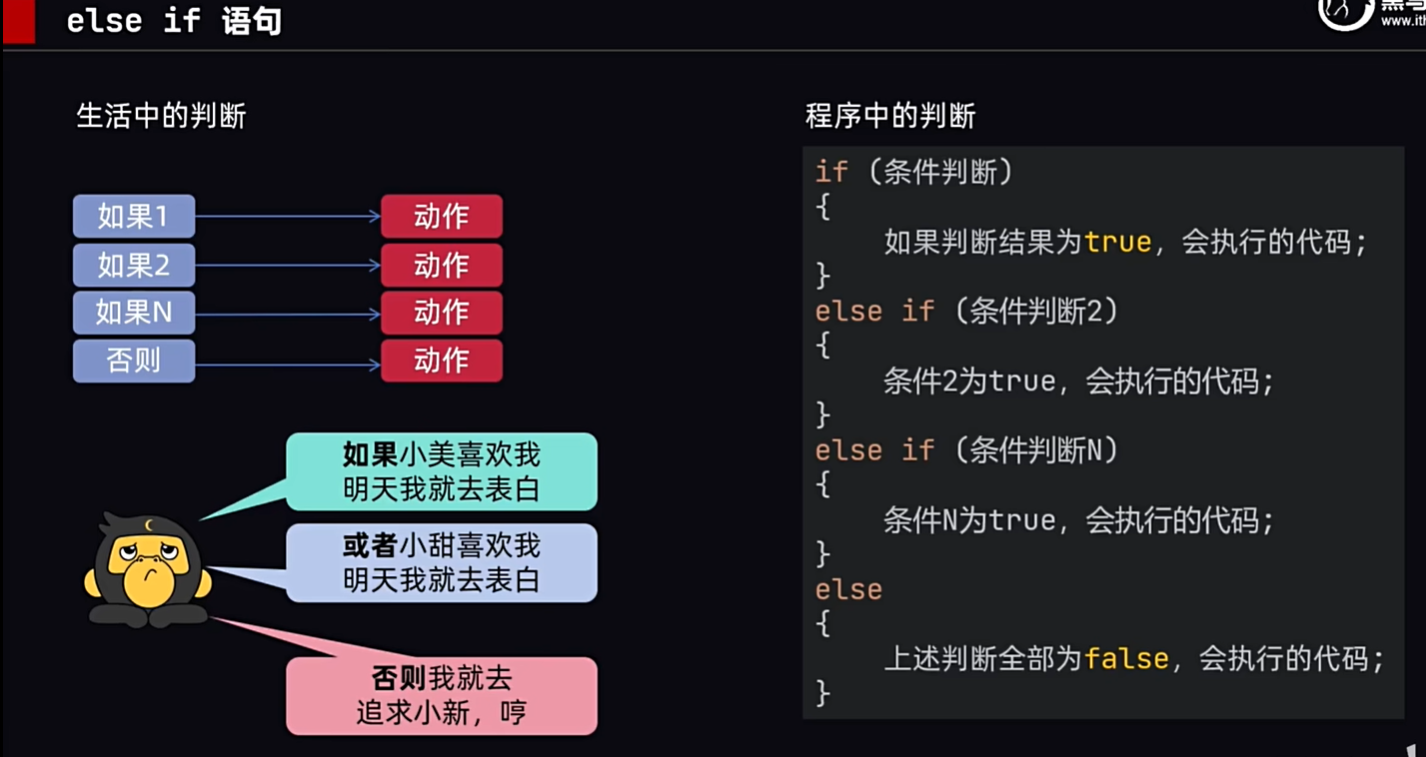 else if 语句
www.ith
生活中的判断
如果1
动作
如果2
动作
如果N
动作
否则
动作
如果小美喜欢我
明天我就去表白
或者小甜喜欢我
明天我就去表白
否则我就去
追求小新，哼
程序中的判断
if (条件判断)
{
如果判断结果为true，会执行的代码;
}
else if (条件判断2)
{
条件2为true，会执行的代码;
}
else if (条件判断N)
{
条件N为true，会执行的代码;
}
else
{
上述判断全部为false，会执行的代码;
}